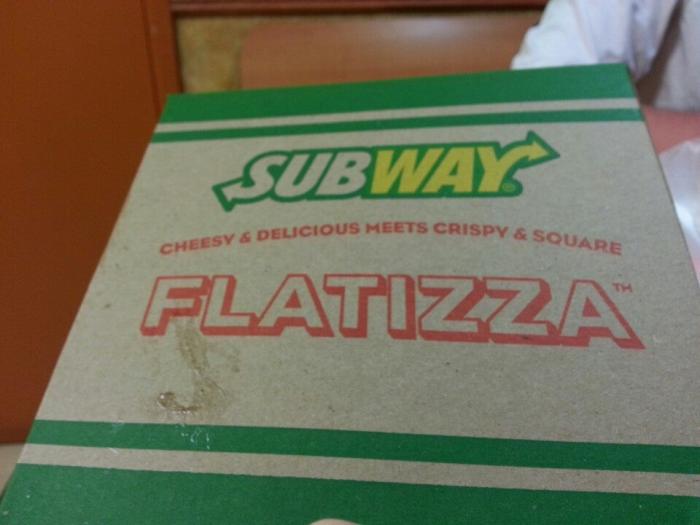 SUBWAY®
CHEESY & DELICIOUS MEETS CRISPY & SQUARE
FLATIZZA™